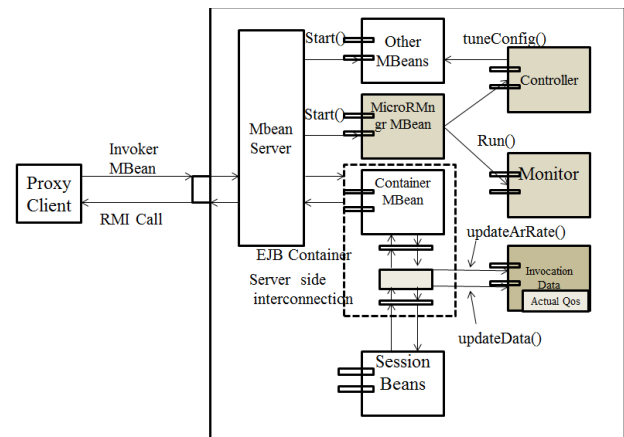 Start()
Other
MBeans
tuneConfig()
Controller
Start()
MicroRMn
gr MBean
Mbean
Server
Run()
Monitor
Invoker
MBean
Proxy
Client
RMI Call
Container
MBean
updateArRate()
EJB Container
Server side
interconnection
Invocation
Data
Actual Qos
updateData()
Session
Beans